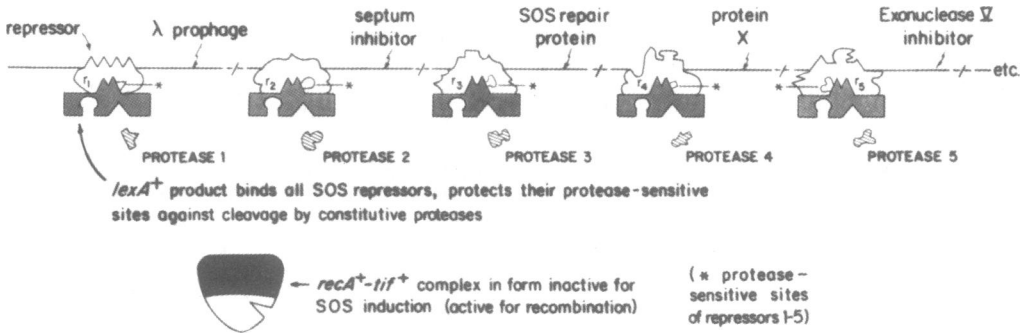 repressor
λ prophage
septum
inhibitor
SOS repair
protein
protein
X
Exonuclease V
inhibitor
r1
*
r2
*
r3
*
r4
*
*
r5
etc.
PROTEASE 1
PROTEASE 2
PROTEASE 3
PROTEASE 4
PROTEASE 5
lexA+ product binds all SOS repressors, protects their protease-sensitive
sites against cleavage by constitutive proteases
recA+-tif+ complex in form inactive for
SOS induction (active for recombination)
(* protease-
sensitive sites
of repressors 1-5)